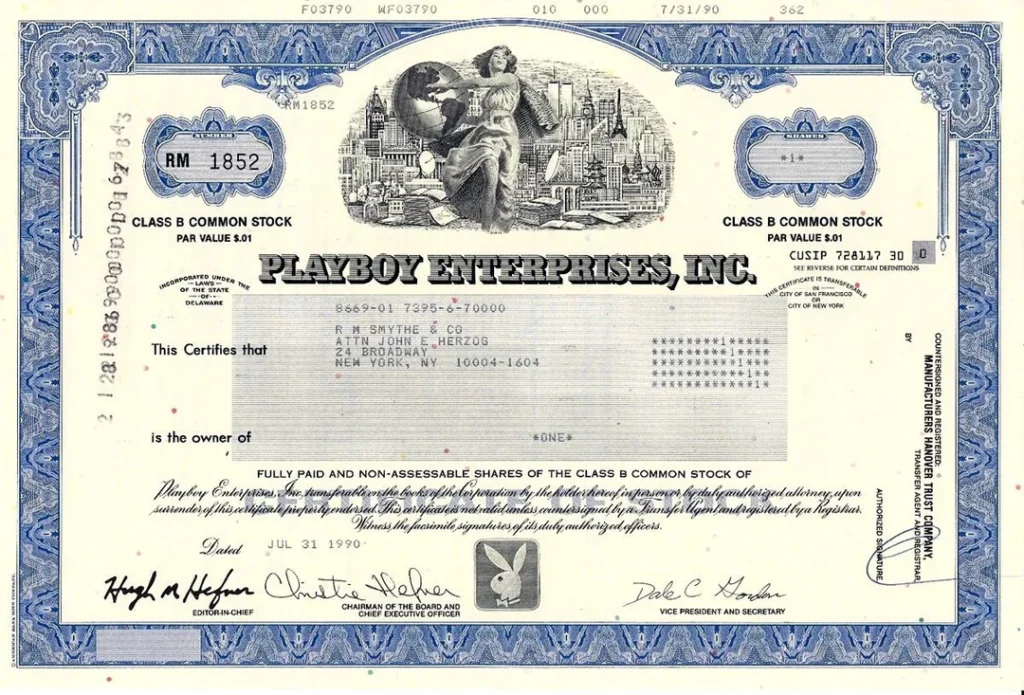 F03790 WF03790 010 000 7/31/90 362
RM1852
NUMBER
RM 1852
SHARES
*1*
CLASS B COMMON STOCK
PAR VALUE $.01
CLASS B COMMON STOCK
PAR VALUE $.01
CUSIP 728117 30 0
SEE REVERSE FOR CERTAIN DEFINITIONS
PLAYBOY ENTERPRISES, INC.
INCORPORATED UNDER THE
LAWS
OF THE STATE
-OF-
DELAWARE
THIS CERTIFICATE IS TRANSFERABLE
IN
CITY OF SAN FRANCISCO
OR
CITY OF NEW YORK
8669-01 7395-6-70000
This Certifies that
R M SMYTHE & CO
ATTN JOHN E HERZOG
24 BROADWAY
NEW YORK, NY 10004-1604
********1*****
*********1****
**********1***
***********1**
************1*
is the owner of
*ONE*
FULLY PAID AND NON-ASSESSABLE SHARES OF THE CLASS B COMMON STOCK OF
Playboy Enterprises, Inc. transferable on the books of the Corporation by the holder hereof in person or by duly authorized attorney, upon
surrender of this certificate properly endorsed. This certificate is not valid unless countersigned by a Transfer Agent and registered by a Registrar.
Witness the facsimile signatures of its duly authorized officers.
Dated JUL 31 1990
Hugh M Hefner
EDITOR-IN-CHIEF
Christie Hefner
CHAIRMAN OF THE BOARD AND
CHIEF EXECUTIVE OFFICER
Dale C Gordon
VICE PRESIDENT AND SECRETARY
COUNTERSIGNED AND REGISTERED:
MANUFACTURERS HANOVER TRUST COMPANY,
TRANSFER AGENT AND REGISTRAR,
BY
AUTHORIZED SIGNATURE.